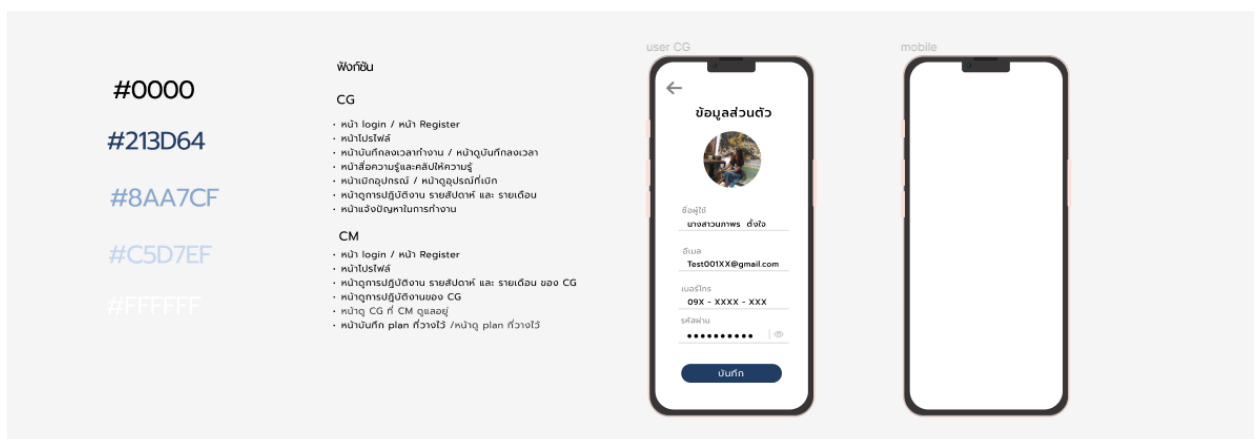 #0000
#213D64
#8AA7CF
#C5D7EF
#FFFFFF
ฟังก์ชัน
CG
· หน้า login / หน้า Register
· หน้าโปรไฟล์
· หน้าบันทึกลงเวลาทำงาน / หน้าดูบันทึกลงเวลา
· หน้าสื่อความรู้และคลิปให้ความรู้
· หน้าเบิกอุปกรณ์ / หน้าดูอุปรณ์ที่เบิก
· หน้าดูการปฏิบัติงาน รายสัปดาห์ และ รายเดือน
· หน้าแจ้งปัญหาในการทำงาน
CM
· หน้า login / หน้า Register
· หน้าโปรไฟล์
· หน้าดูการปฏิบัติงาน รายสัปดาห์ และ รายเดือน ของ CG
· หน้าดูการปฏิบัติงานของ CG
· หน้าดู CG ที่ CM ดูแลอยู่
· หน้าบันทึก plan ที่วางไว้ /หน้าดู plan ที่วางไว้
user CG
ข้อมูลส่วนตัว
ชื่อผู้ใช้
นางสาวนภาพร ตั้งใจ
อีเมล
Test001XX@gmail.com
เบอร์โทร
09X - XXXX - XXX
รหัสผ่าน
บันทึก
mobile